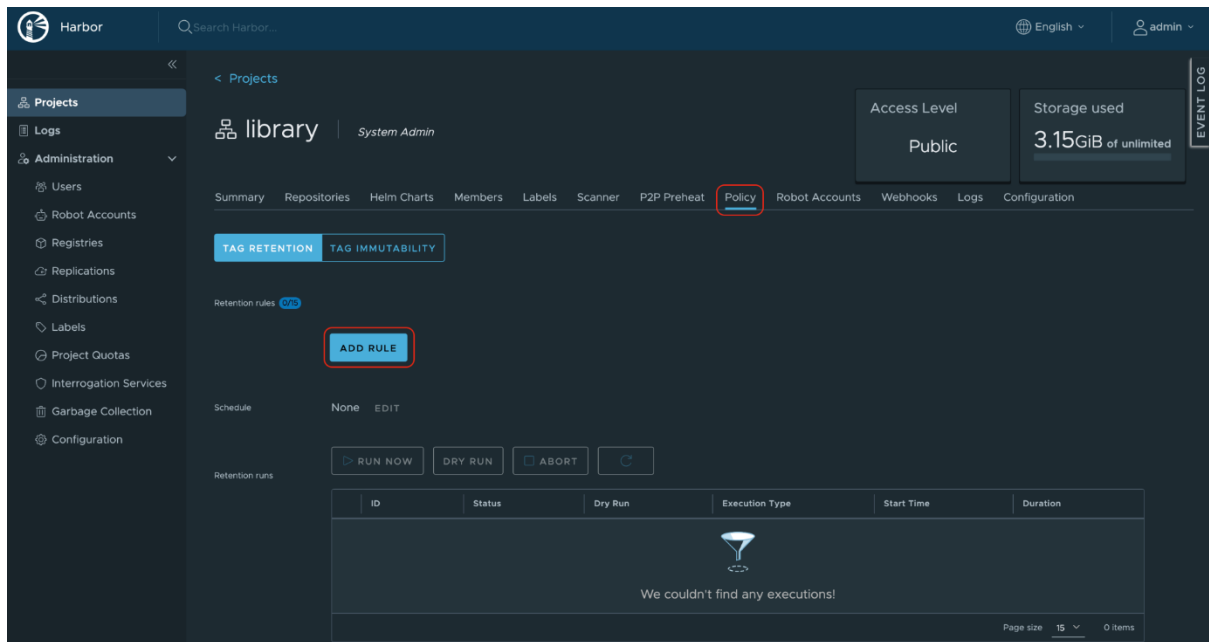 Harbor
Search Harbor...
English
admin
EVENT LOG
Projects
Logs
Administration
Users
Robot Accounts
Registries
Replications
Distributions
Labels
Project Quotas
Interrogation Services
Garbage Collection
Configuration
< Projects
library
System Admin
Access Level
Public
Storage used
3.15GiB of unlimited
Summary Repositories Helm Charts Members Labels Scanner P2P Preheat Policy Robot Accounts Webhooks Logs Configuration
TAG RETENTION TAG IMMUTABILITY
Retention rules 0/15
ADD RULE
Schedule None EDIT
Retention runs
RUN NOW DRY RUN ABORT
ID Status Dry Run Execution Type Start Time Duration
We couldn't find any executions!
Page size 15 0 items